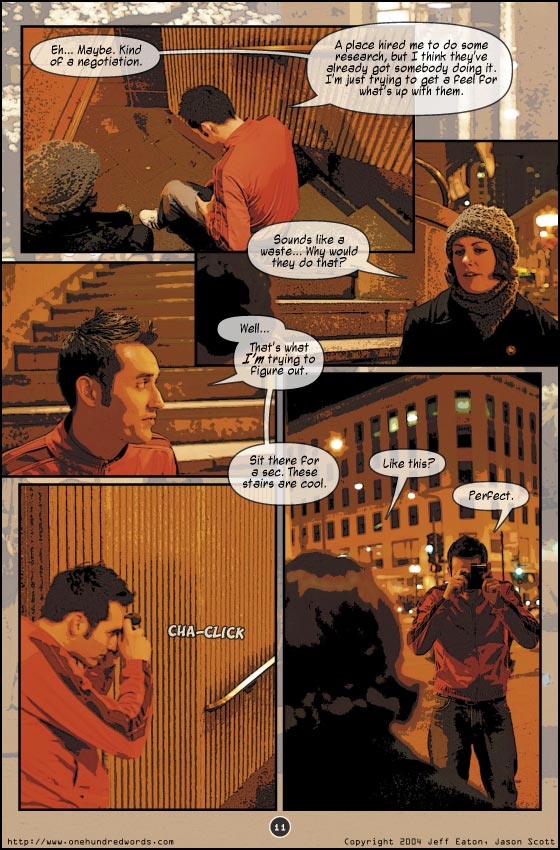 Eh... Maybe. Kind
of a negotiation.
A place hired me to do some
research, but I think they've
already got somebody doing it.
I'm just trying to get a feel for
what's up with them.
Sounds like a
waste... Why would
they do that?
Well...
That's what
I'm trying to
figure out.
Sit there for
a sec. These
stairs are cool.
Like this?
Perfect.
CHA-CLICK
11
http://www.onehundredwords.com
Copyright 2004 Jeff Eaton, Jason Scott